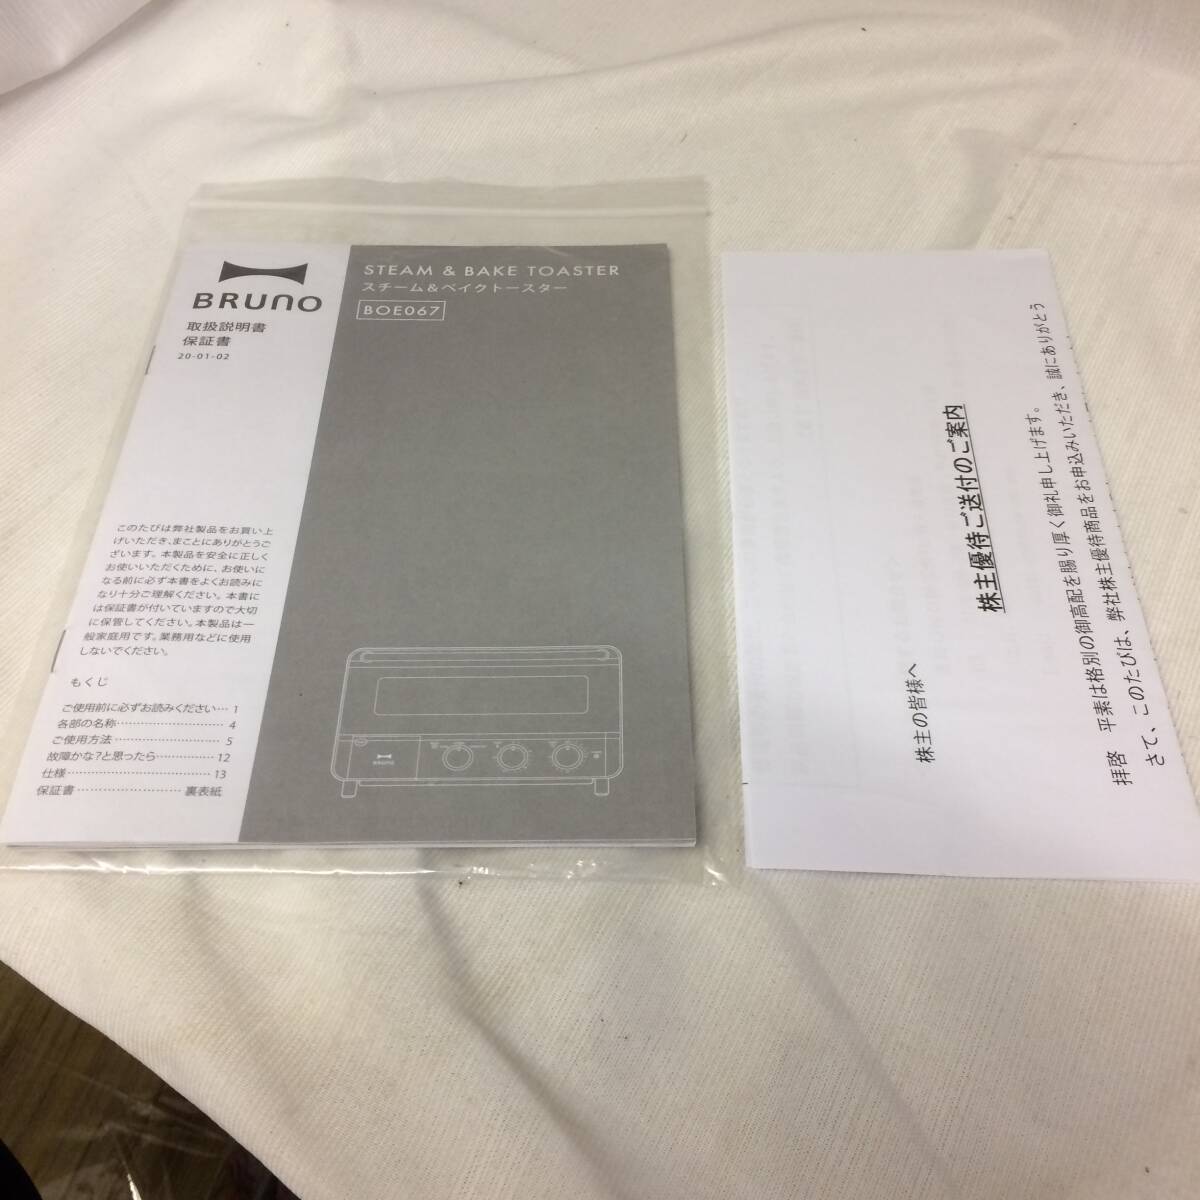 BRUNO
取扱説明書
保証書
20-01-02
STEAM & BAKE TOASTER
スチーム&ベイクトースター
BOE067
このたびは弊社製品をお買い上
げいただき、まことにありがとうご
ざいます。本製品を安全に正しく
お使いいただくために、お使いに
なる前に必ず本書をよくお読みに
なり十分ご理解ください。本書に
は保証書が付いていますので大切
に保管してください。本製品は一
般家庭用です。業務用などに使用
しないでください。
もくじ
ご使用前に必ずお読みください… 1
各部の名称………………………… 4
ご使用方法………………………… 5
故障かな?と思ったら…………… 12
仕様………………………………… 13
保証書……………………… 裏表紙
BRUNO
株主優待ご送付のご案内
株主の皆様へ
拝啓　平素は格別の御高配を賜り厚く御礼申し上げます。
さて、このたびは、弊社株主優待商品をお申込みいただき、誠にありがとう